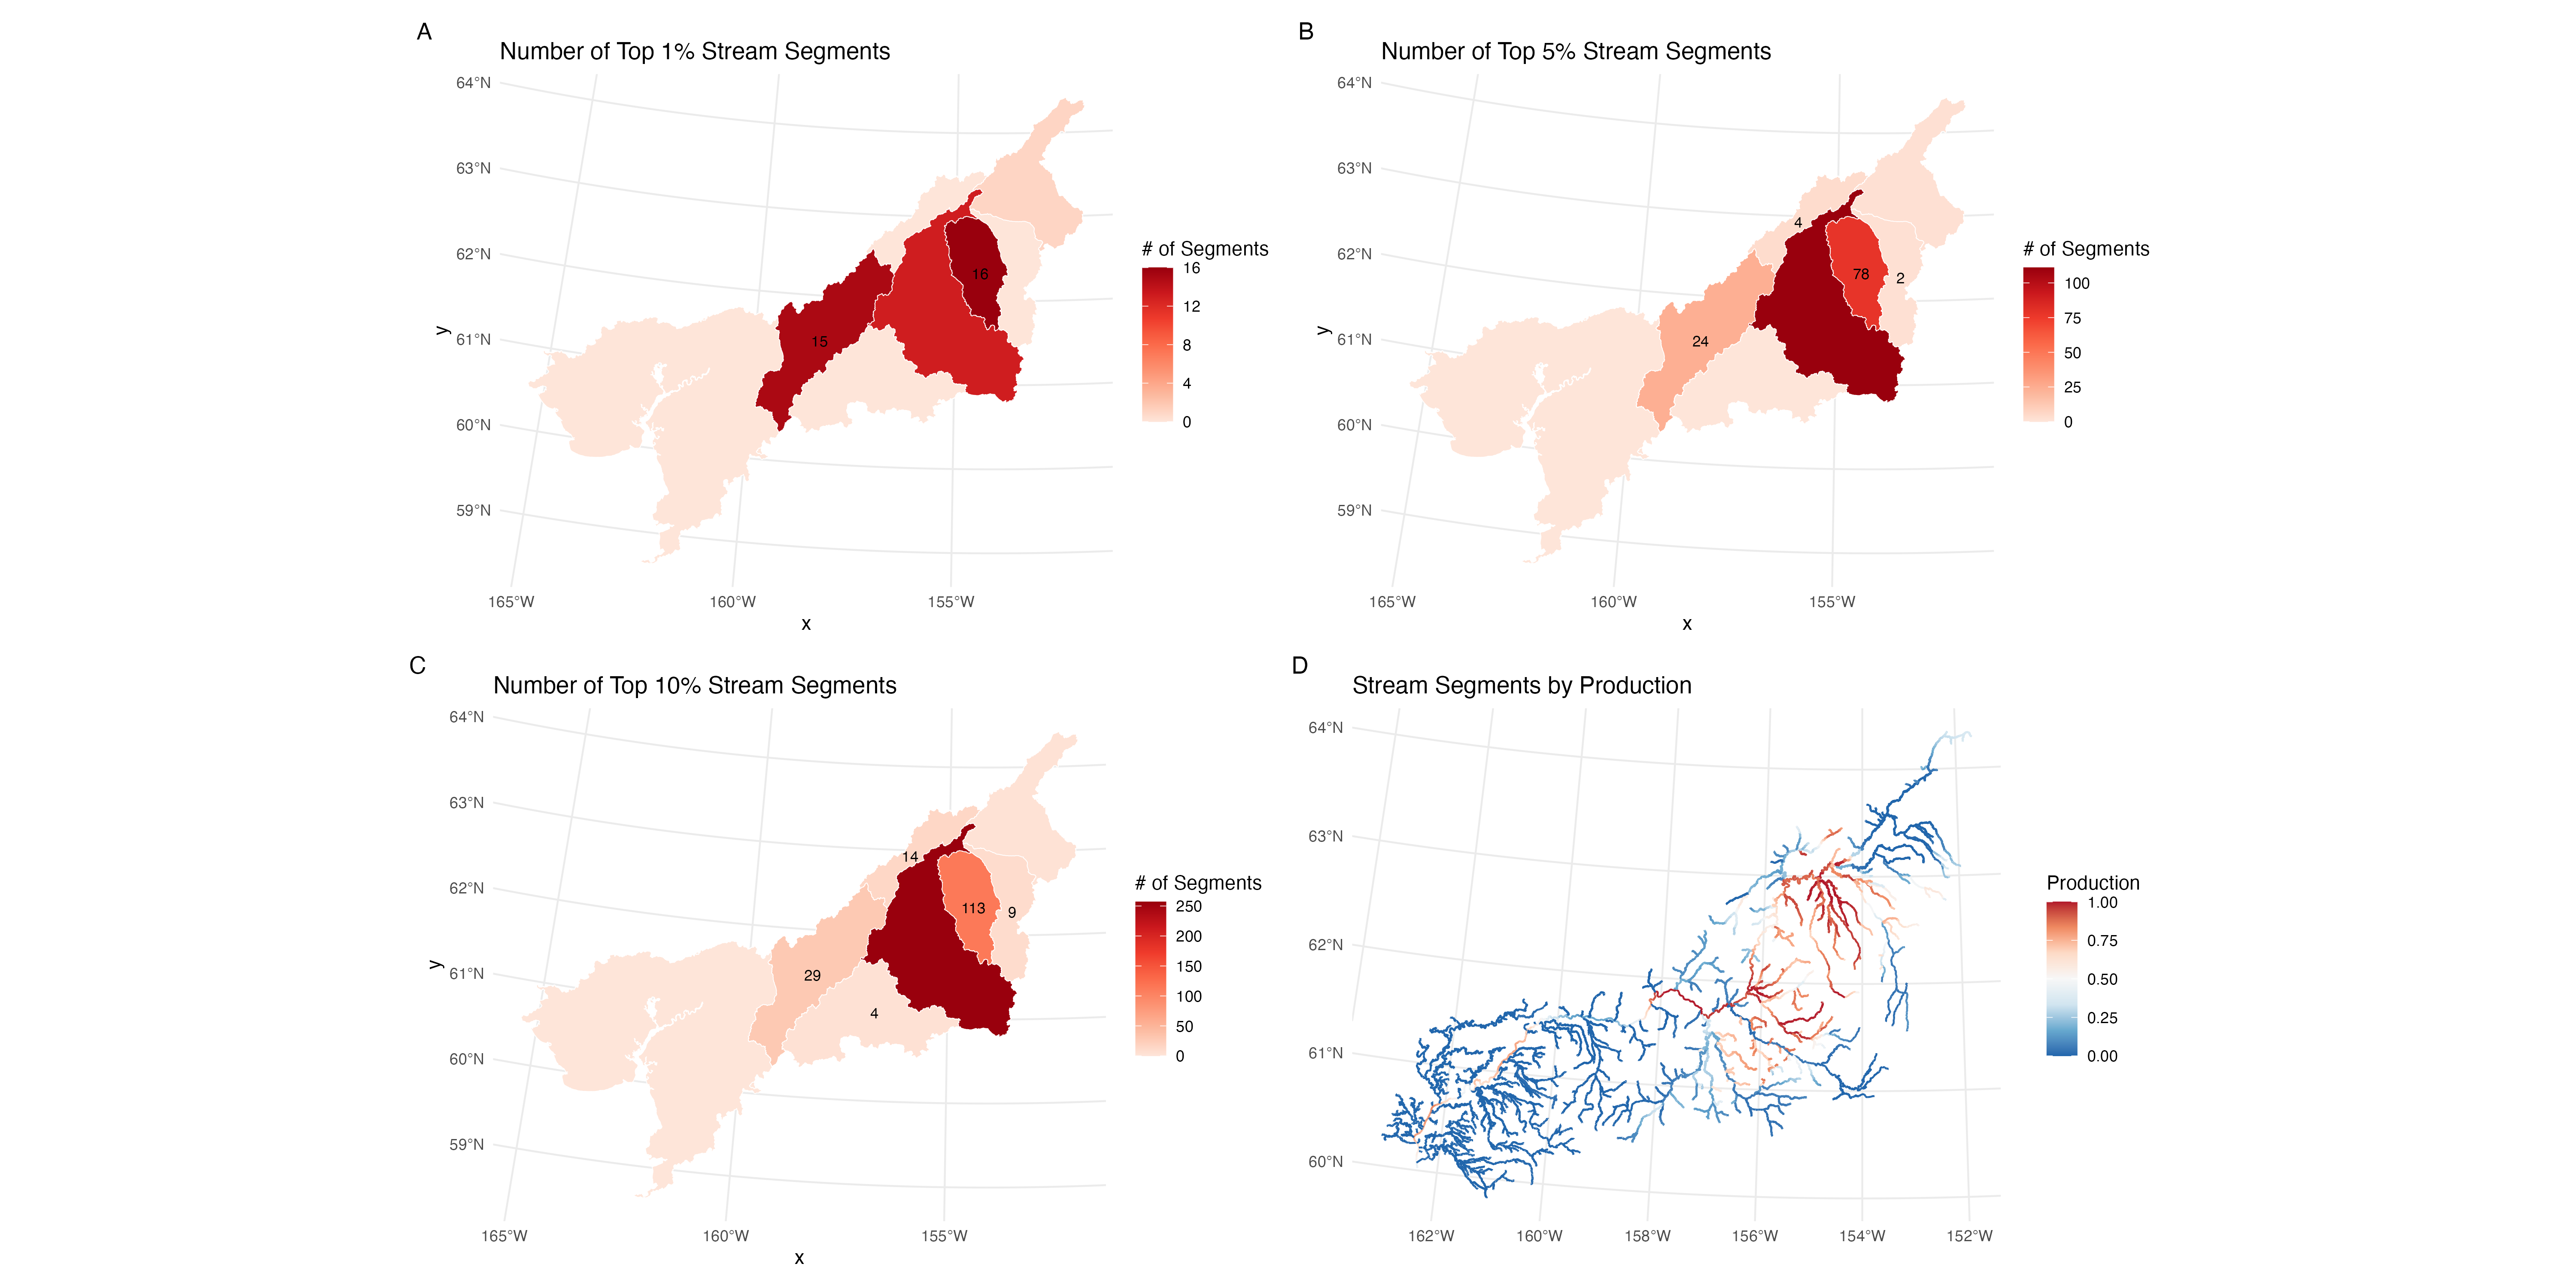 A
Number of Top 1% Stream Segments
64°N
63°N
62°N
61°N
60°N
59°N
y
165°W
160°W
155°W
x
15
16
# of Segments
16
12
8
4
0
B
Number of Top 5% Stream Segments
64°N
63°N
62°N
61°N
60°N
59°N
y
165°W
160°W
155°W
x
4
78
2
24
# of Segments
100
75
50
25
0
C
Number of Top 10% Stream Segments
64°N
63°N
62°N
61°N
60°N
59°N
y
165°W
160°W
155°W
x
14
113
9
29
4
# of Segments
250
200
150
100
50
0
D
Stream Segments by Production
64°N
63°N
62°N
61°N
60°N
162°W
160°W
158°W
156°W
154°W
152°W
Production
1.00
0.75
0.50
0.25
0.00